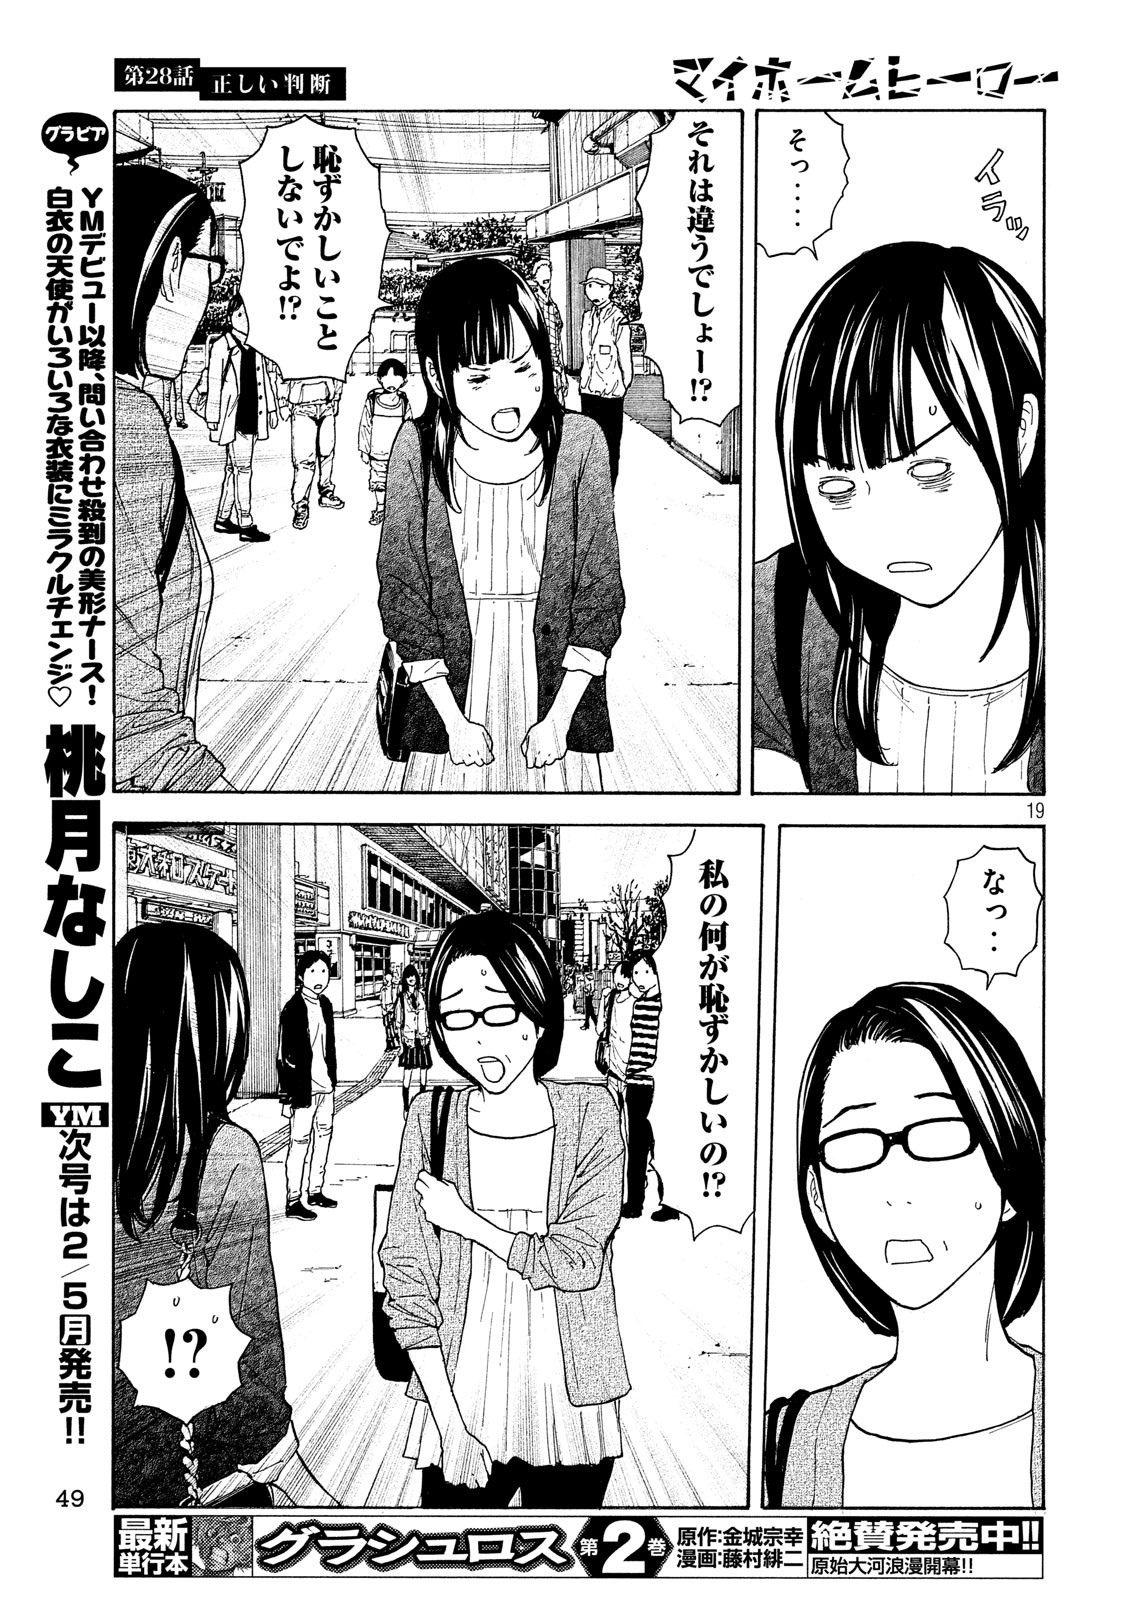 マイホームヒーロー
第28話
正しい判断
そっ‥‥‥
イラッ
それは違うでしょー!?
恥ずかしいこと
しないでよ!?
19
なっ‥‥
私の何が恥ずかしいの!?
東大和スケート
!?
グラビア
YMデビュー以降、問い合わせ殺到の美形ナース!
白衣の天使がいろいろな衣装にミラクルチェンジ♡
桃月なしこ
YM次号は2/5月発売!!
49
最新
単行本
グラシュロス
第2巻
原作:金城宗幸
漫画:藤村緋二
絶賛発売中!!
原始大河浪漫開幕!!